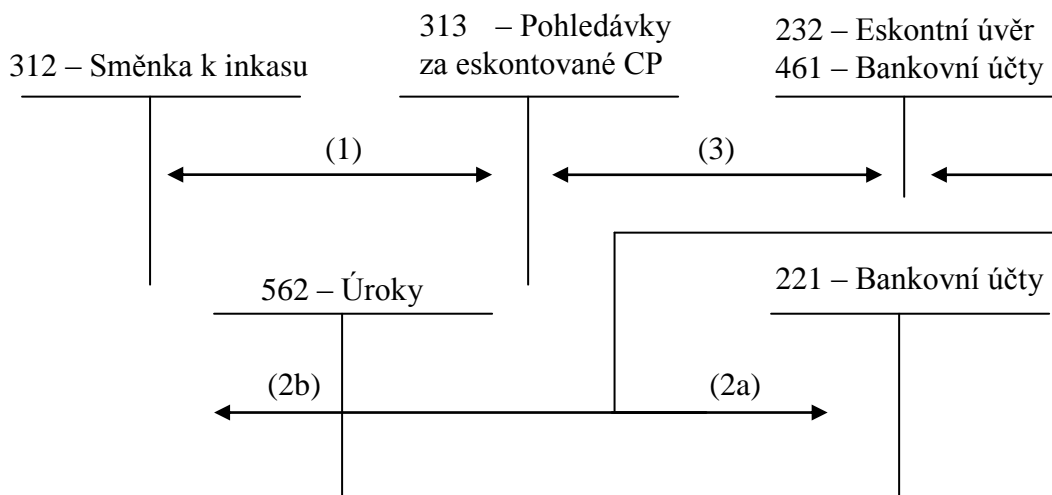 312 – Směnka k inkasu
313 – Pohledávky
za eskontované CP
232 – Eskontní úvěr
461 – Bankovní účty
(1)
(3)
562 – Úroky
221 – Bankovní účty
(2b)
(2a)